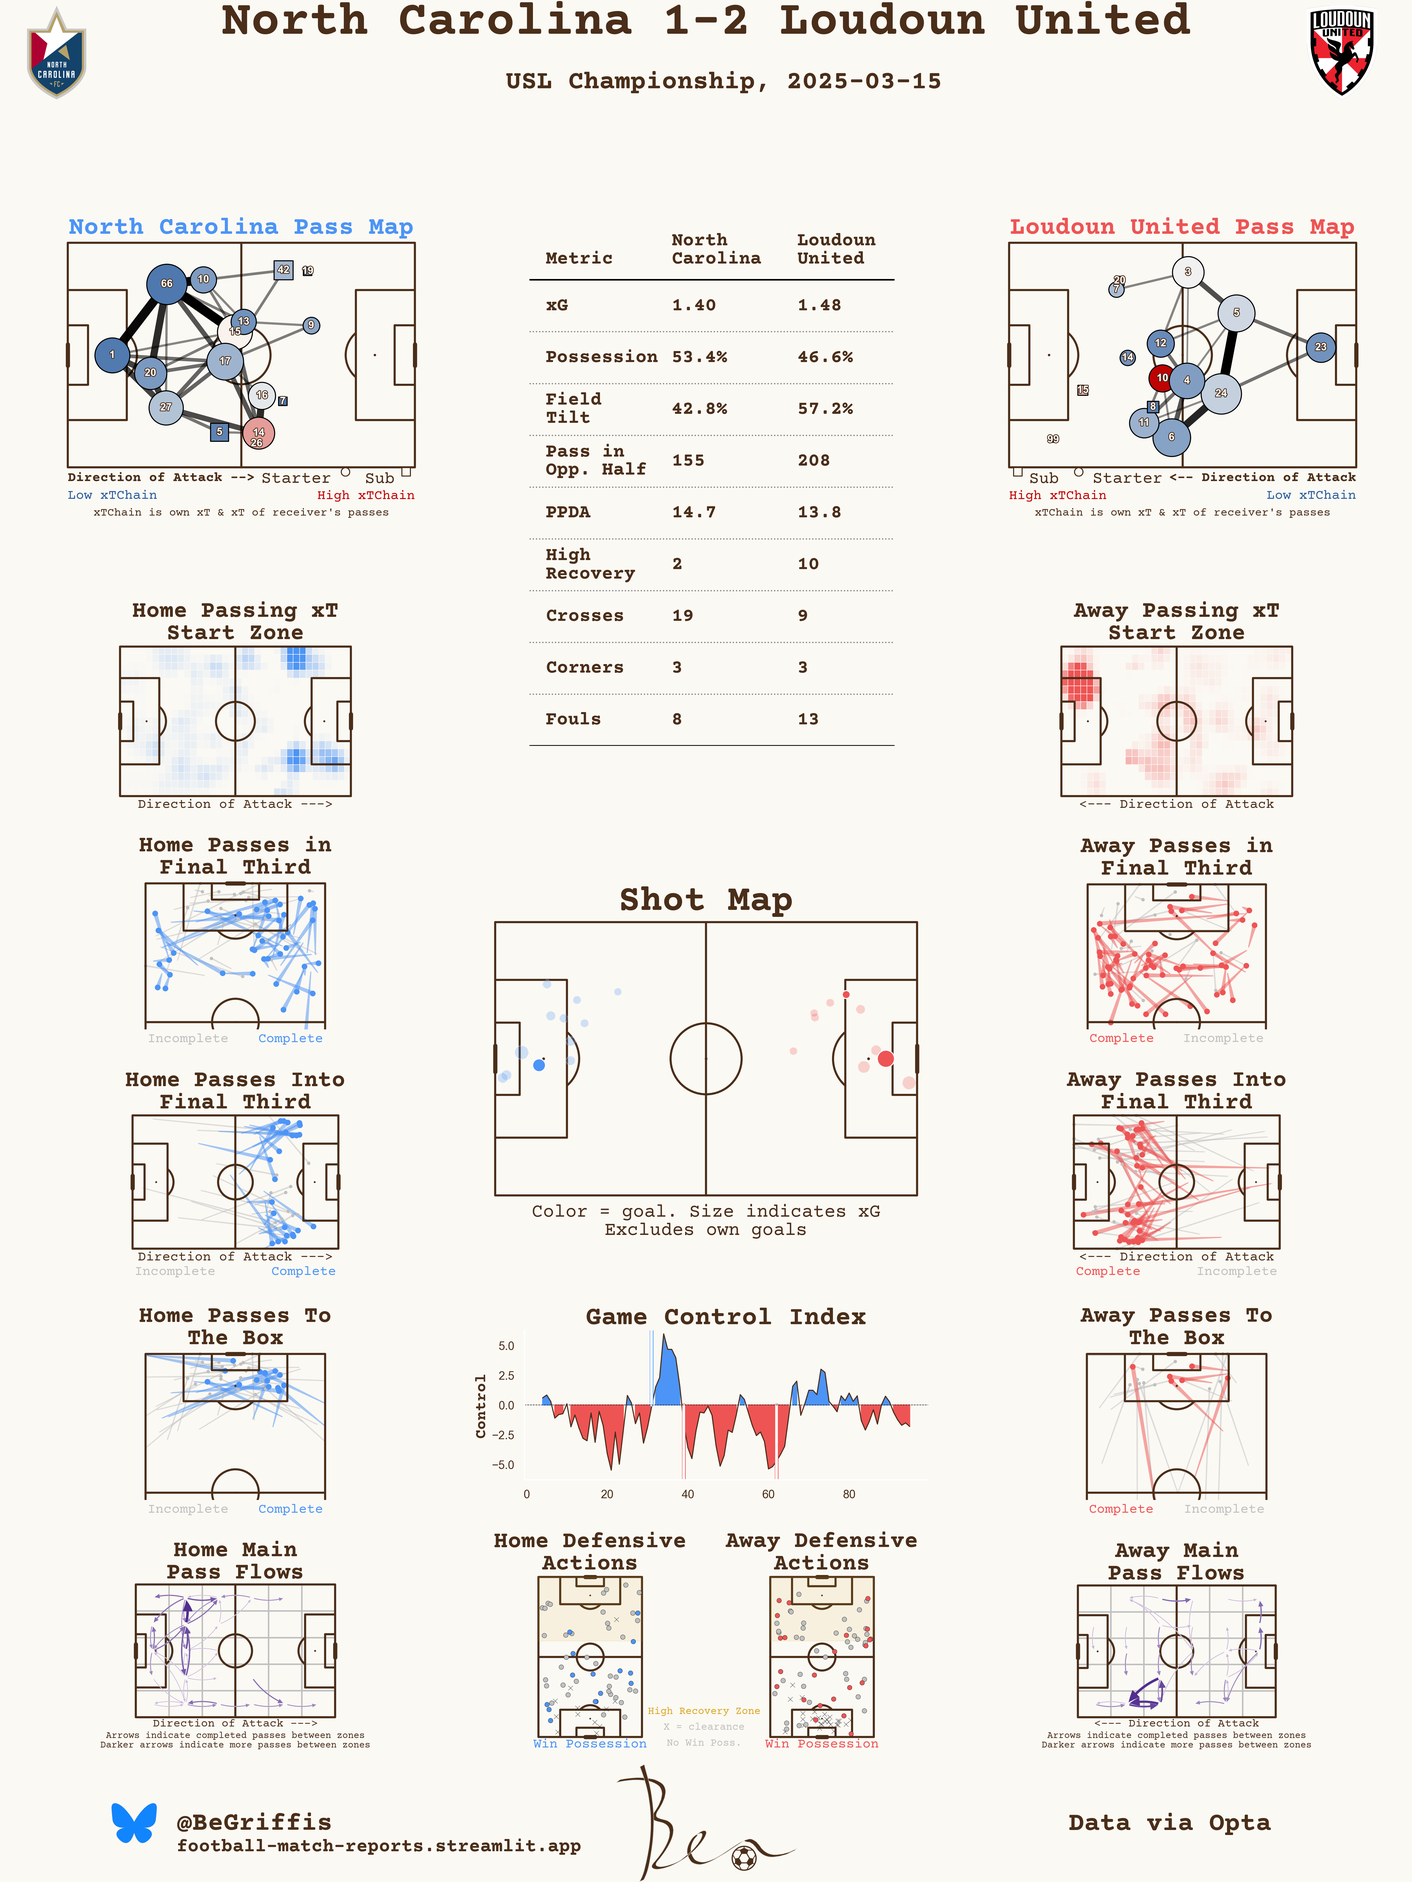 North Carolina 1-2 Loudoun United
USL Championship, 2025-03-15
NORTH
CAROLINA
FC
LOUDOUN
UNITED
North Carolina Pass Map
66
10
42
19
13
15
9
1
17
20
16
7
27
5
14
26
Direction of Attack --> Starter Sub
Low xTChain High xTChain
xTChain is own xT & xT of receiver's passes
Metric North Carolina Loudoun United
xG 1.40 1.48
Possession 53.4% 46.6%
Field Tilt 42.8% 57.2%
Pass in Opp. Half 155 208
PPDA 14.7 13.8
High Recovery 2 10
Crosses 19 9
Corners 3 3
Fouls 8 13
Loudoun United Pass Map
3
20
7
5
12
14
23
10
4
15
24
8
11
6
99
Sub Starter <-- Direction of Attack
High xTChain Low xTChain
xTChain is own xT & xT of receiver's passes
Home Passing xT
Start Zone
Direction of Attack --->
Away Passing xT
Start Zone
<--- Direction of Attack
Home Passes in
Final Third
Incomplete Complete
Away Passes in
Final Third
Complete Incomplete
Shot Map
Color = goal. Size indicates xG
Excludes own goals
Home Passes Into
Final Third
Direction of Attack --->
Incomplete Complete
Away Passes Into
Final Third
<--- Direction of Attack
Complete Incomplete
Home Passes To
The Box
Incomplete Complete
Game Control Index
Control
5.0
2.5
0.0
−2.5
−5.0
0 20 40 60 80
Away Passes To
The Box
Complete Incomplete
Home Main
Pass Flows
Direction of Attack --->
Arrows indicate completed passes between zones
Darker arrows indicate more passes between zones
Home Defensive
Actions
Win Possession
Away Defensive
Actions
Win Possession
High Recovery Zone
X = clearance
No Win Poss.
Away Main
Pass Flows
<--- Direction of Attack
Arrows indicate completed passes between zones
Darker arrows indicate more passes between zones
@BeGriffis
football-match-reports.streamlit.app
Ben
Data via Opta